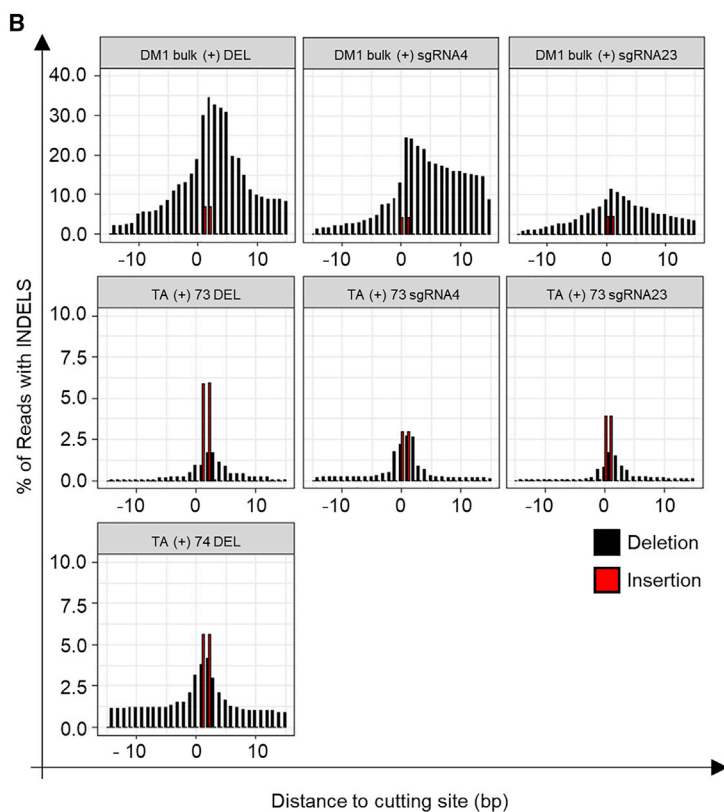 B
DM1 bulk (+) DEL
DM1 bulk (+) sgRNA4
DM1 bulk (+) sgRNA23
40.0
30.0
20.0
10.0
0.0
-10 0 10
-10 0 10
-10 0 10
TA (+) 73 DEL
TA (+) 73 sgRNA4
TA (+) 73 sgRNA23
10.0
7.5
5.0
2.5
0.0
-10 0 10
-10 0 10
-10 0 10
TA (+) 74 DEL
10.0
7.5
5.0
2.5
0.0
- 10 0 10
Deletion
Insertion
% of Reads with INDELS
Distance to cutting site (bp)